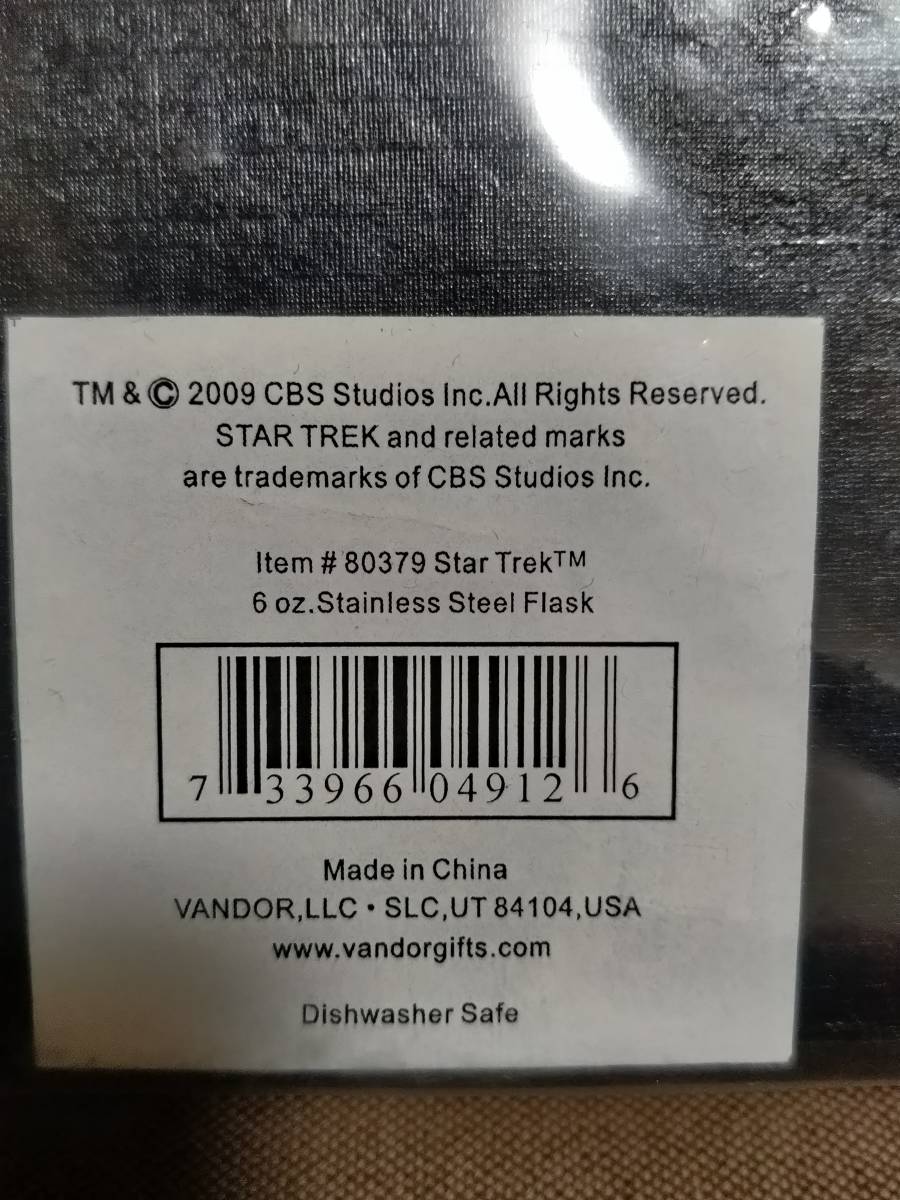 TM & © 2009 CBS Studios Inc.All Rights Reserved.
STAR TREK and related marks
are trademarks of CBS Studios Inc.
Item # 80379 Star Trek™
6 oz.Stainless Steel Flask
7 33966 04912 6
Made in China
VANDOR,LLC • SLC,UT 84104,USA
www.vandorgifts.com
Dishwasher Safe